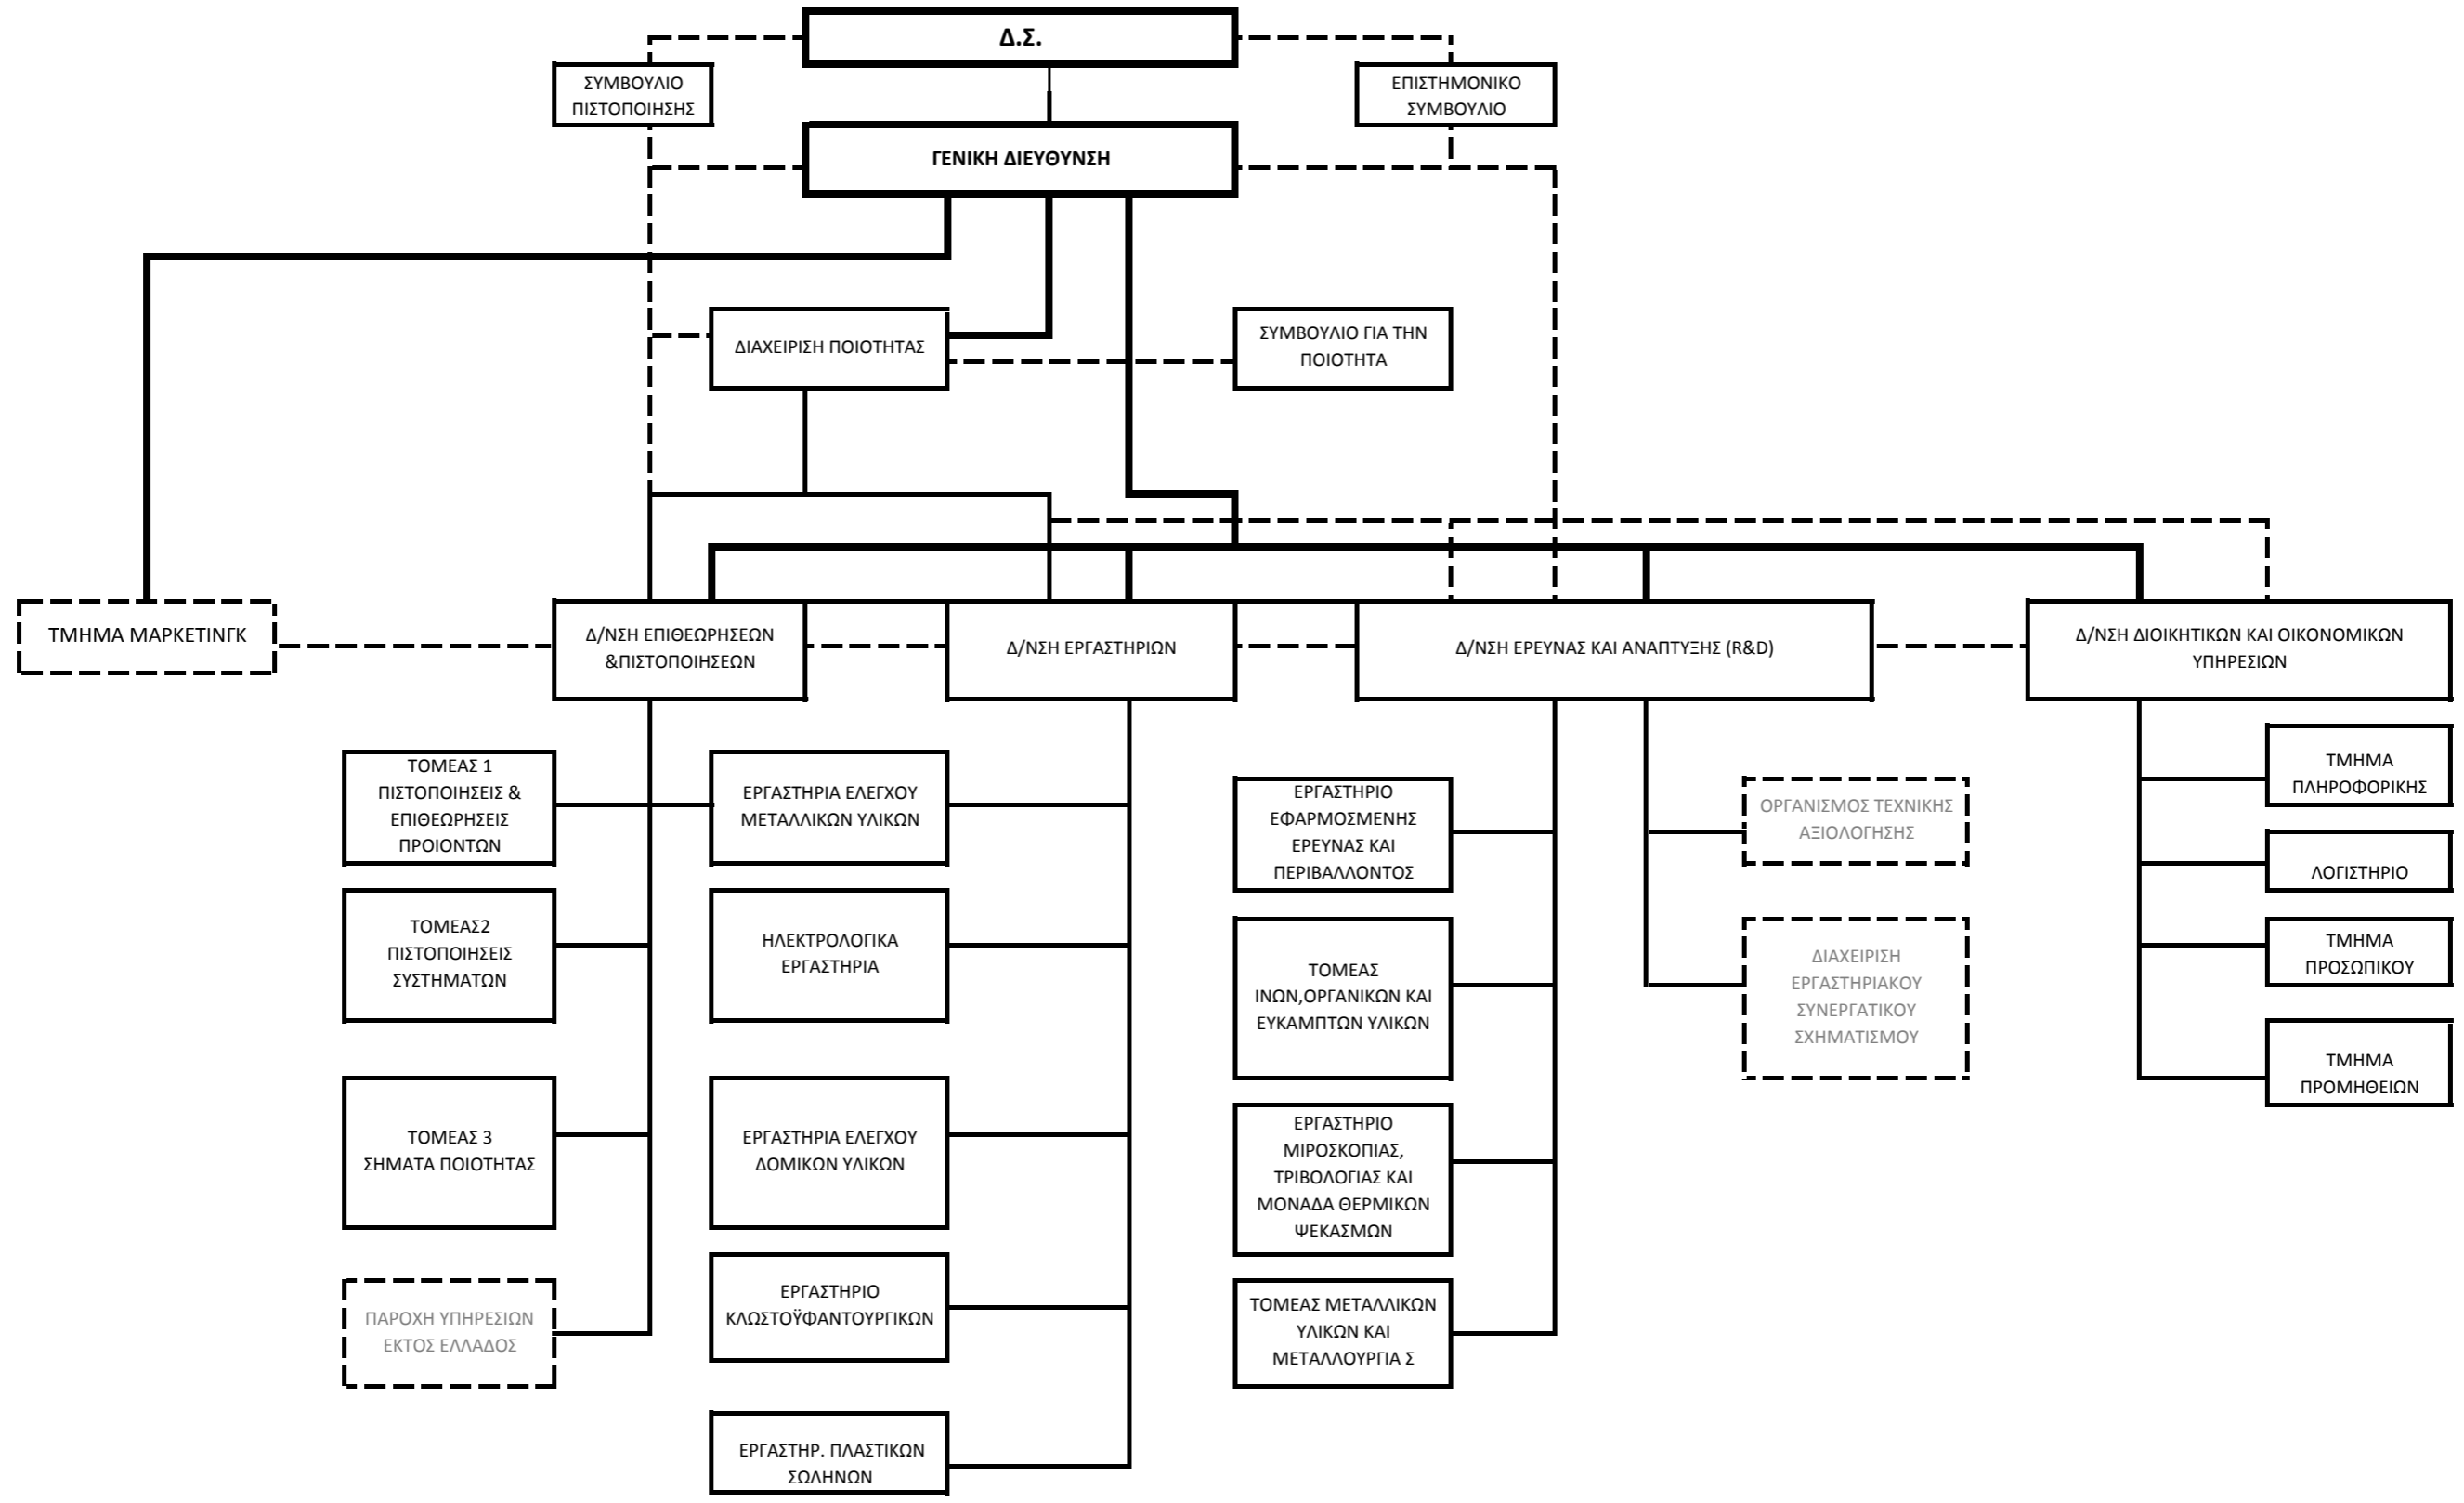 Δ.Σ.
ΣΥΜΒΟΥΛΙΟ
ΠΙΣΤΟΠΟΙΗΣΗΣ
ΕΠΙΣΤΗΜΟΝΙΚΟ
ΣΥΜΒΟΥΛΙΟ
ΓΕΝΙΚΗ ΔΙΕΥΘΥΝΣΗ
ΔΙΑΧΕΙΡΙΣΗ ΠΟΙΟΤΗΤΑΣ
ΣΥΜΒΟΥΛΙΟ ΓΙΑ ΤΗΝ
ΠΟΙΟΤΗΤΑ
ΤΜΗΜΑ ΜΑΡΚΕΤΙΝΓΚ
Δ/ΝΣΗ ΕΠΙΘΕΩΡΗΣΕΩΝ
&ΠΙΣΤΟΠΟΙΗΣΕΩΝ
Δ/ΝΣΗ ΕΡΓΑΣΤΗΡΙΩΝ
Δ/ΝΣΗ ΕΡΕΥΝΑΣ ΚΑΙ ΑΝΑΠΤΥΞΗΣ (R&D)
Δ/ΝΣΗ ΔΙΟΙΚΗΤΙΚΩΝ ΚΑΙ ΟΙΚΟΝΟΜΙΚΩΝ
ΥΠΗΡΕΣΙΩΝ
ΤΟΜΕΑΣ 1
ΠΙΣΤΟΠΟΙΗΣΕΙΣ &
ΕΠΙΘΕΩΡΗΣΕΙΣ
ΠΡΟΙΟΝΤΩΝ
ΤΟΜΕΑΣ2
ΠΙΣΤΟΠΟΙΗΣΕΙΣ
ΣΥΣΤΗΜΑΤΩΝ
ΤΟΜΕΑΣ 3
ΣΗΜΑΤΑ ΠΟΙΟΤΗΤΑΣ
ΠΑΡΟΧΗ ΥΠΗΡΕΣΙΩΝ
ΕΚΤΟΣ ΕΛΛΑΔΟΣ
ΕΡΓΑΣΤΗΡΙΑ ΕΛΕΓΧΟΥ
ΜΕΤΑΛΛΙΚΩΝ ΥΛΙΚΩΝ
ΗΛΕΚΤΡΟΛΟΓΙΚΑ
ΕΡΓΑΣΤΗΡΙΑ
ΕΡΓΑΣΤΗΡΙΑ ΕΛΕΓΧΟΥ
ΔΟΜΙΚΩΝ ΥΛΙΚΩΝ
ΕΡΓΑΣΤΗΡΙΟ
ΚΛΩΣΤΟΫΦΑΝΤΟΥΡΓΙΚΩΝ
ΕΡΓΑΣΤΗΡ. ΠΛΑΣΤΙΚΩΝ
ΣΩΛΗΝΩΝ
ΕΡΓΑΣΤΗΡΙΟ
ΕΦΑΡΜΟΣΜΕΝΗΣ
ΕΡΕΥΝΑΣ ΚΑΙ
ΠΕΡΙΒΑΛΛΟΝΤΟΣ
ΤΟΜΕΑΣ
ΙΝΩΝ,ΟΡΓΑΝΙΚΩΝ ΚΑΙ
ΕΥΚΑΜΠΤΩΝ ΥΛΙΚΩΝ
ΕΡΓΑΣΤΗΡΙΟ
ΜΙΡΟΣΚΟΠΙΑΣ,
ΤΡΙΒΟΛΟΓΙΑΣ ΚΑΙ
ΜΟΝΑΔΑ ΘΕΡΜΙΚΩΝ
ΨΕΚΑΣΜΩΝ
ΤΟΜΕΑΣ ΜΕΤΑΛΛΙΚΩΝ
ΥΛΙΚΩΝ ΚΑΙ
ΜΕΤΑΛΛΟΥΡΓΙΑ Σ
ΟΡΓΑΝΙΣΜΟΣ ΤΕΧΝΙΚΗΣ
ΑΞΙΟΛΟΓΗΣΗΣ
ΔΙΑΧΕΙΡΙΣΗ
ΕΡΓΑΣΤΗΡΙΑΚΟΥ
ΣΥΝΕΡΓΑΤΙΚΟΥ
ΣΧΗΜΑΤΙΣΜΟΥ
ΤΜΗΜΑ
ΠΛΗΡΟΦΟΡΙΚΗΣ
ΛΟΓΙΣΤΗΡΙΟ
ΤΜΗΜΑ
ΠΡΟΣΩΠΙΚΟΥ
ΤΜΗΜΑ
ΠΡΟΜΗΘΕΙΩΝ